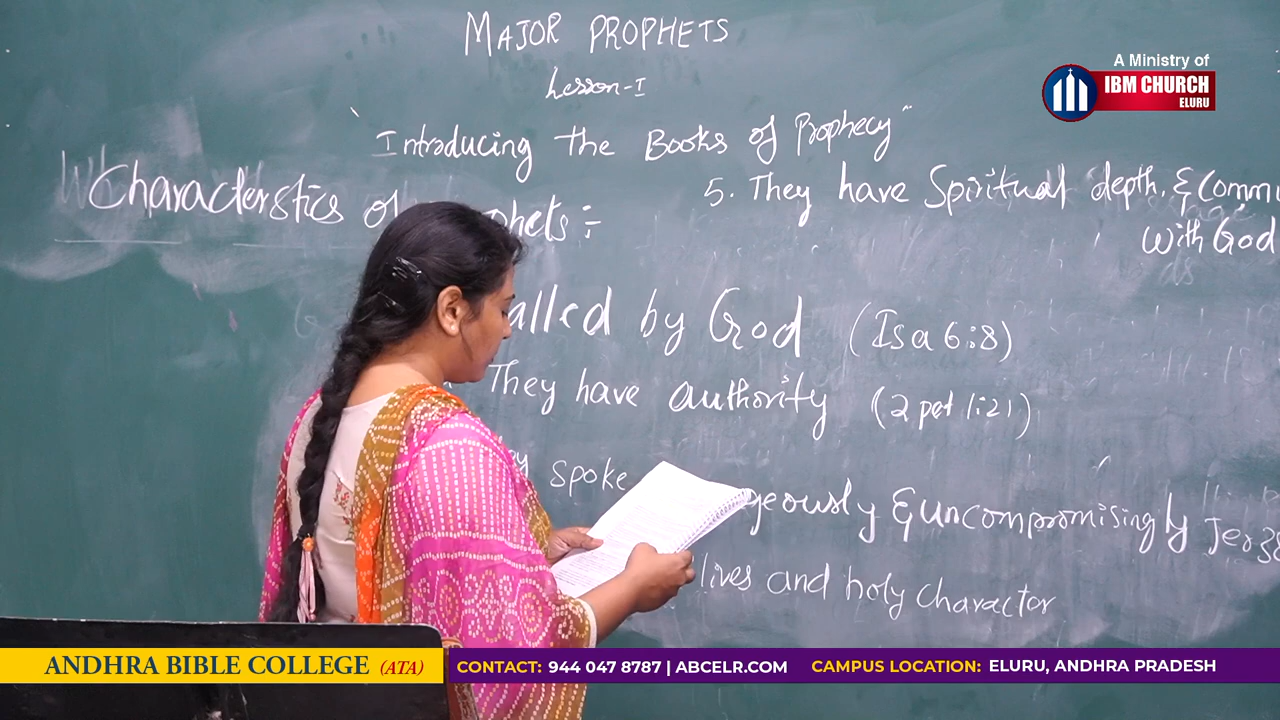 MAJOR PROPHETS
Lesson-I
"Introducing the Books of Prophecy"
Characterstics of
phets :-
5. They have Spiritual depth, & Comm
With God
alled by God (Isa 6:8)
They have authority (2 pet 1:21)
y spoke geously & uncompromisingly Jer
lives and holy Charactor
A Ministry of
IBM CHURCH
ELURU
ANDHRA BIBLE COLLEGE (ATA)
CONTACT: 944 047 8787 | ABCELR.COM CAMPUS LOCATION: ELURU, ANDHRA PRADESH